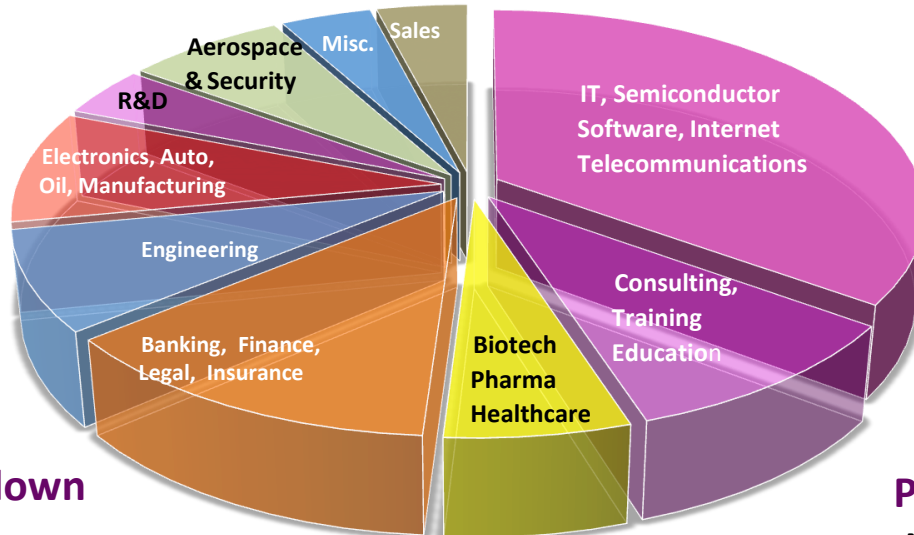 Sales
Misc.
Aerospace
& Security
R&D
Electronics, Auto,
Oil, Manufacturing
Engineering
Banking, Finance,
Legal, Insurance
Biotech
Pharma
Healthcare
Consulting,
Training
Education
IT, Semiconductor
Software, Internet
Telecommunications
lown
P